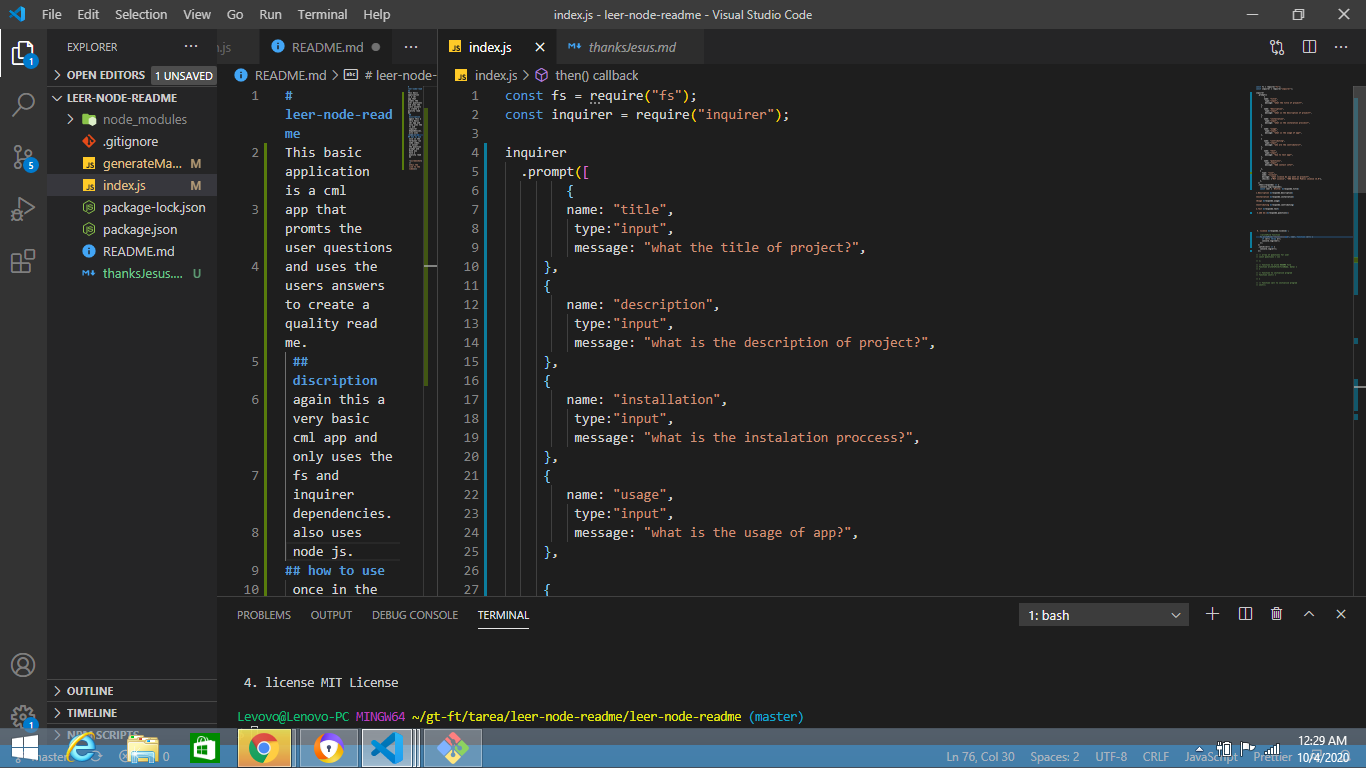 File Edit Selection View Go Run Terminal Help
index.js - leer-node-readme - Visual Studio Code
EXPLORER
OPEN EDITORS 1 UNSAVED
LEER-NODE-README
node_modules
.gitignore
generateMa... M
index.js M
package-lock.json
package.json
README.md
thanksJesus.... U
OUTLINE
TIMELINE
NPM SCRIPTS
1
5
1
.js
README.md
README.md > # leer-node-
1 #
leer-node-read
me
2 This basic
application
is a cml
3 app that
promts the
user questions
4 and uses the
users answers
to create a
quality read
me.
5 ##
discription
6 again this a
very basic
cml app and
only uses the
7 fs and
inquirer
dependencies.
8 also uses
node js.
9 ## how to use
10 once in the
index.js
thanksJesus.md
index.js > then() callback
1 const fs = require("fs");
2 const inquirer = require("inquirer");
3
4 inquirer
5 .prompt([
6 {
7 name: "title",
8 type:"input",
9 message: "what the title of project?",
10 },
11 {
12 name: "description",
13 type:"input",
14 message: "what is the description of project?",
15 },
16 {
17 name: "installation",
18 type:"input",
19 message: "what is the instalation proccess?",
20 },
21 {
22 name: "usage",
23 type:"input",
24 message: "what is the usage of app?",
25 },
26
27 {
PROBLEMS OUTPUT DEBUG CONSOLE TERMINAL
1: bash
4. license MIT License
Levovo@Lenovo-PC MINGW64 ~/gt-ft/tarea/leer-node-readme/leer-node-readme (master)
master
0
Ln 76, Col 30 Spaces: 2 UTF-8 CRLF JavaScript Prettier
12:29 AM
10/4/2020